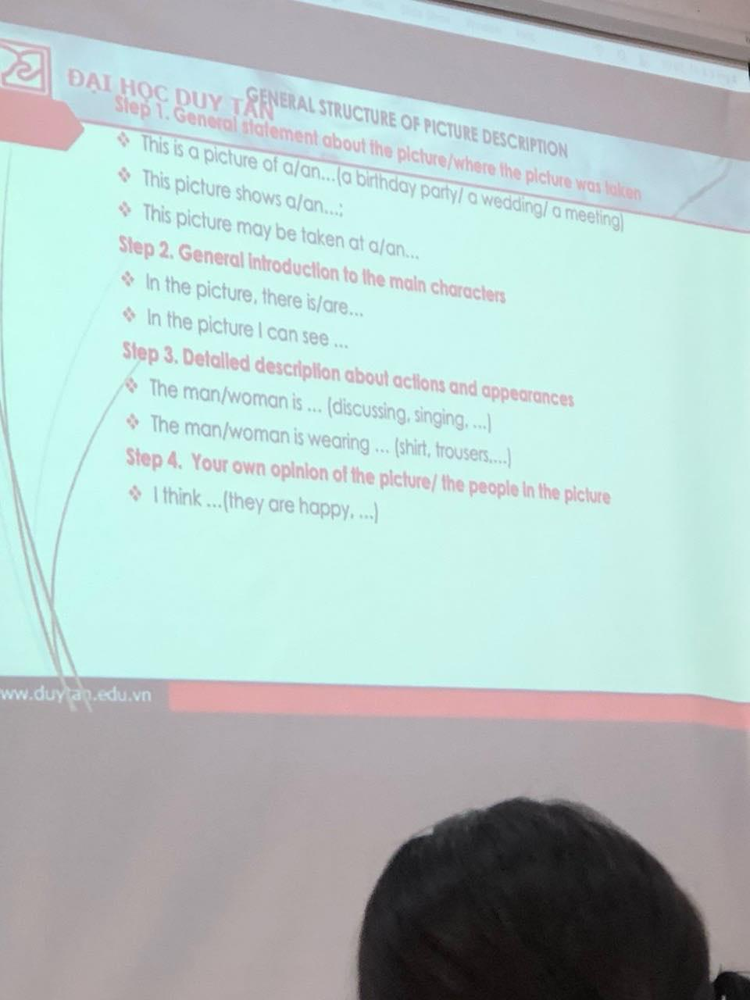 ĐẠI HỌC DUY TÂN
GENERAL STRUCTURE OF PICTURE DESCRIPTION
Step 1. General statement about the picture/where the picture was taken
❖ This is a picture of a/an...(a birthday party/ a wedding/ a meeting)
❖ This picture shows a/an...;
❖ This picture may be taken at a/an...
Step 2. General introduction to the main characters
❖ In the picture, there is/are...
❖ In the picture I can see ...
Step 3. Detailed description about actions and appearances
❖ The man/woman is ... (discussing, singing, ...)
❖ The man/woman is wearing ... (shirt, trousers,...)
Step 4. Your own opinion of the picture/ the people in the picture
❖ I think ...(they are happy, ...)
ww.duytan.edu.vn